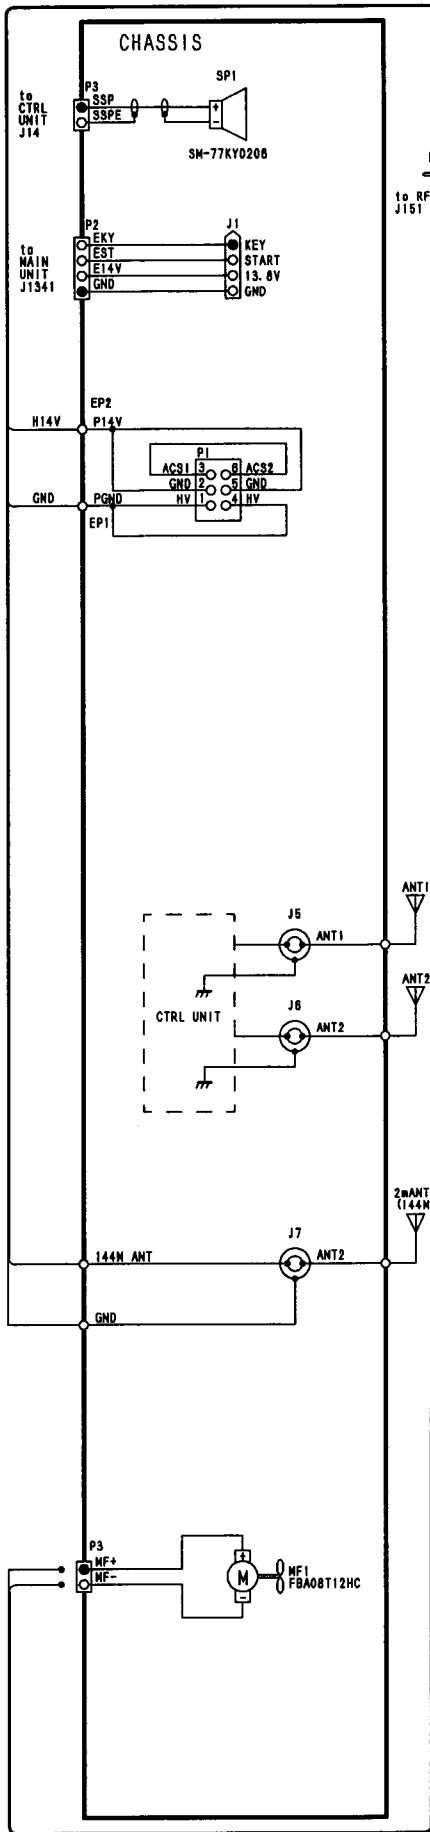 CHASSIS
SP1
P3
to
CTRL
UNIT
J14
SSP
SSPE
+
-
SM-77KY0206
to RF
J151
P2
J1
to
MAIN
UNIT
J1341
EKY
EST
E14V
GND
KEY
START
13.8V
GND
EP2
H14V
P14V
P1
ACS1 3 6 ACS2
GND 2 5 GND
HV 1 4 HV
GND
PGND
EP1
ANT1
J5
ANT1
ANT2
J6
CTRL UNIT
ANT2
2mANT
(144M
J7
144M ANT
ANT2
GND
P3
MF+
MF-
+
M
-
MF1
FBA08T12HC